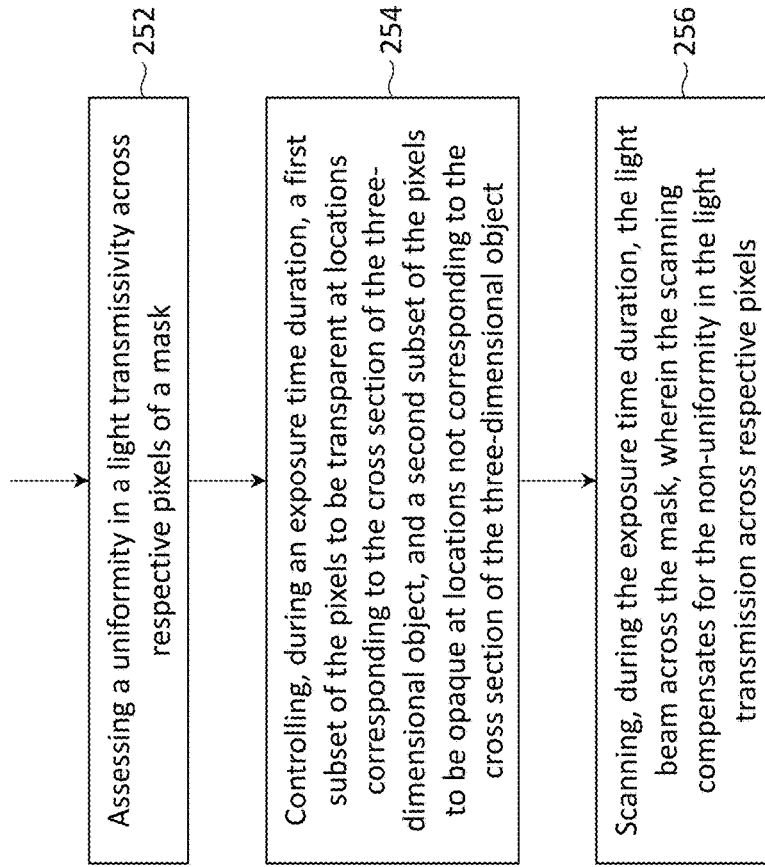 Assessing a uniformity in a light transmissivity across
respective pixels of a mask
252
Controlling, during an exposure time duration, a first
subset of the pixels to be transparent at locations
corresponding to the cross section of the three-
dimensional object, and a second subset of the pixels
to be opaque at locations not corresponding to the
cross section of the three-dimensional object
254
Scanning, during the exposure time duration, the light
beam across the mask, wherein the scanning
compensates for the non-uniformity in the light
transmission across respective pixels
256